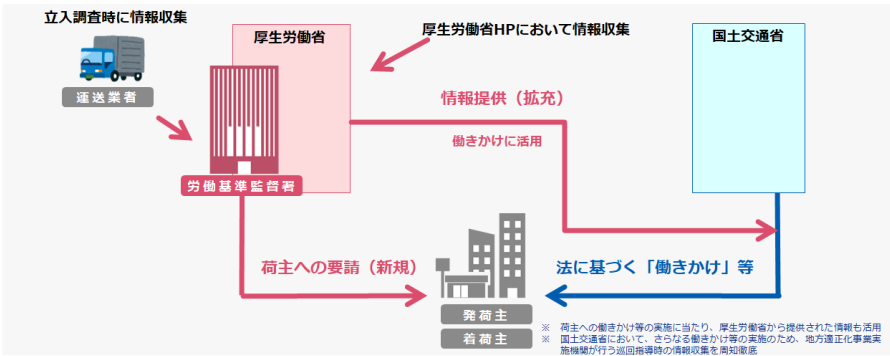 立入調査時に情報収集
運送業者
厚生労働省
厚生労働省HPにおいて情報収集
国土交通省
情報提供（拡充）
働きかけに活用
労働基準監督署
荷主への要請（新規）
法に基づく「働きかけ」等
発荷主
着荷主
※　荷主への働きかけ等の実施に当たり、厚生労働省から提供された情報も活用
※　国土交通省において、さらなる働きかけ等の実施のため、地方適正化事業実
施機関が行う巡回指導時の情報収集を周知徹底